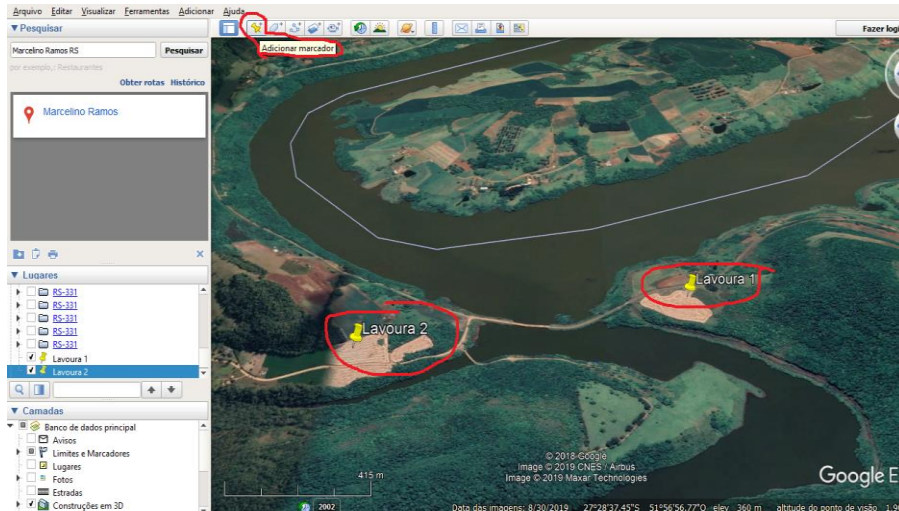 Arquivo Editar Visualizar Ferramentas Adicionar Ajuda
Pesquisar
Marcelino Ramos RS
Pesquisar
por exemplo,: Restaurantes
Obter rotas Histórico
Marcelino Ramos
Lugares
RS-331
RS-331
RS-331
RS-331
RS-331
Lavoura 1
Lavoura 2
Camadas
Banco de dados principal
Avisos
Limites e Marcadores
Lugares
Fotos
Estradas
Construções em 3D
Adicionar marcador
Fazer logi
Lavoura 1
Lavoura 2
415 m
© 2018 Google
Image © 2019 CNES / Airbus
Image © 2019 Maxar Technologies
Google E
2002
Data das imagens: 8/30/2019 27°28'37.45"S 51°56'56.77"O elev 360 m altitude do ponto de visão 1.9